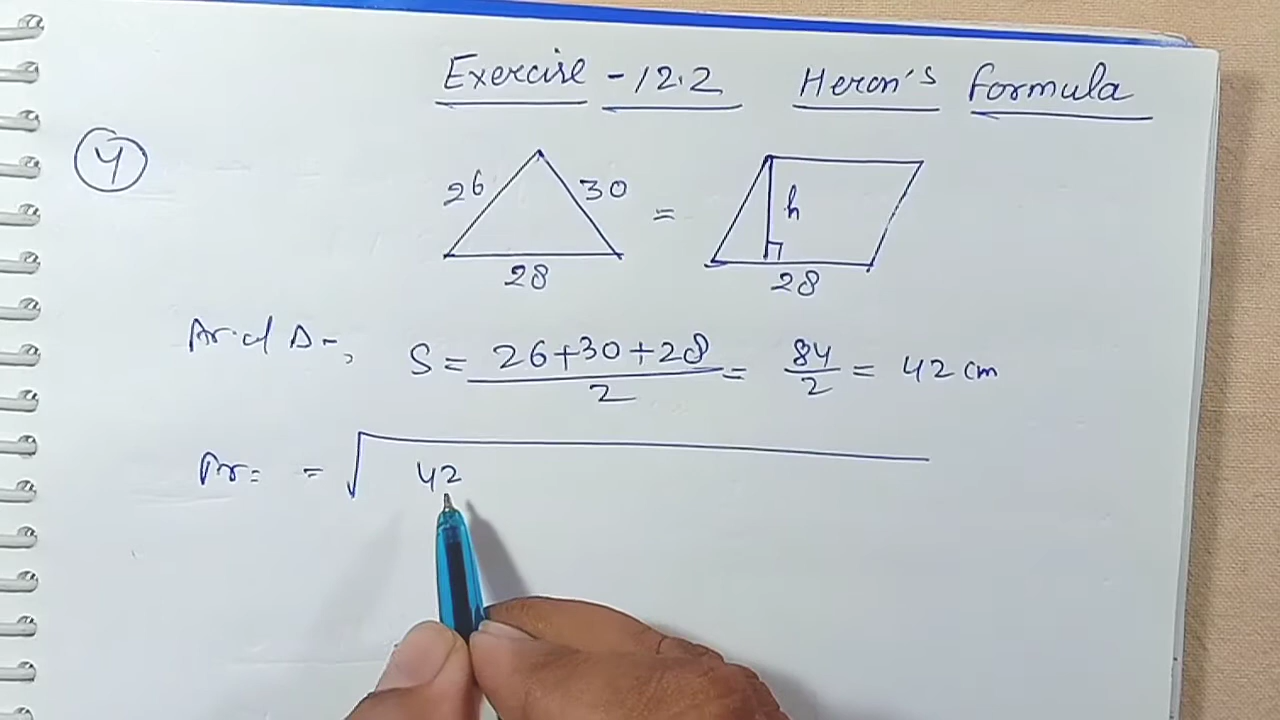 Exercise - 12.2 Heron's Formula
4
26 30 = h
28 28
Ar. of Δ -, S = 26+30+28/2 = 84/2 = 42 cm
Ar = = √ 42